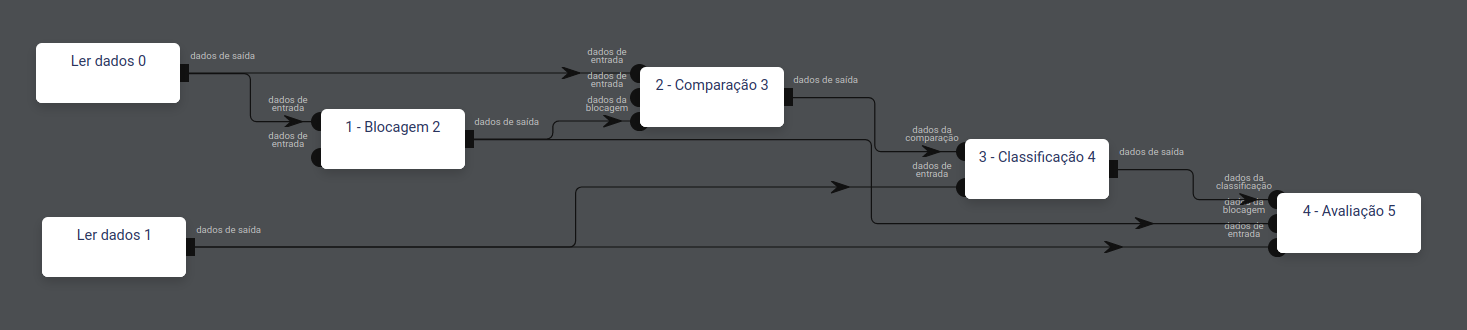 Ler dados 0
dados de saída
dados de
entrada
dados de
entrada
1 - Blocagem 2
dados de saída
dados de
entrada
dados de
entrada
dados da
blocagem
2 - Comparação 3
dados de saída
dados da
comparação
dados de
entrada
3 - Classificação 4
dados de saída
Ler dados 1
dados de saída
dados da
classificação
dados da
blocagem
dados de
entrada
4 - Avaliação 5